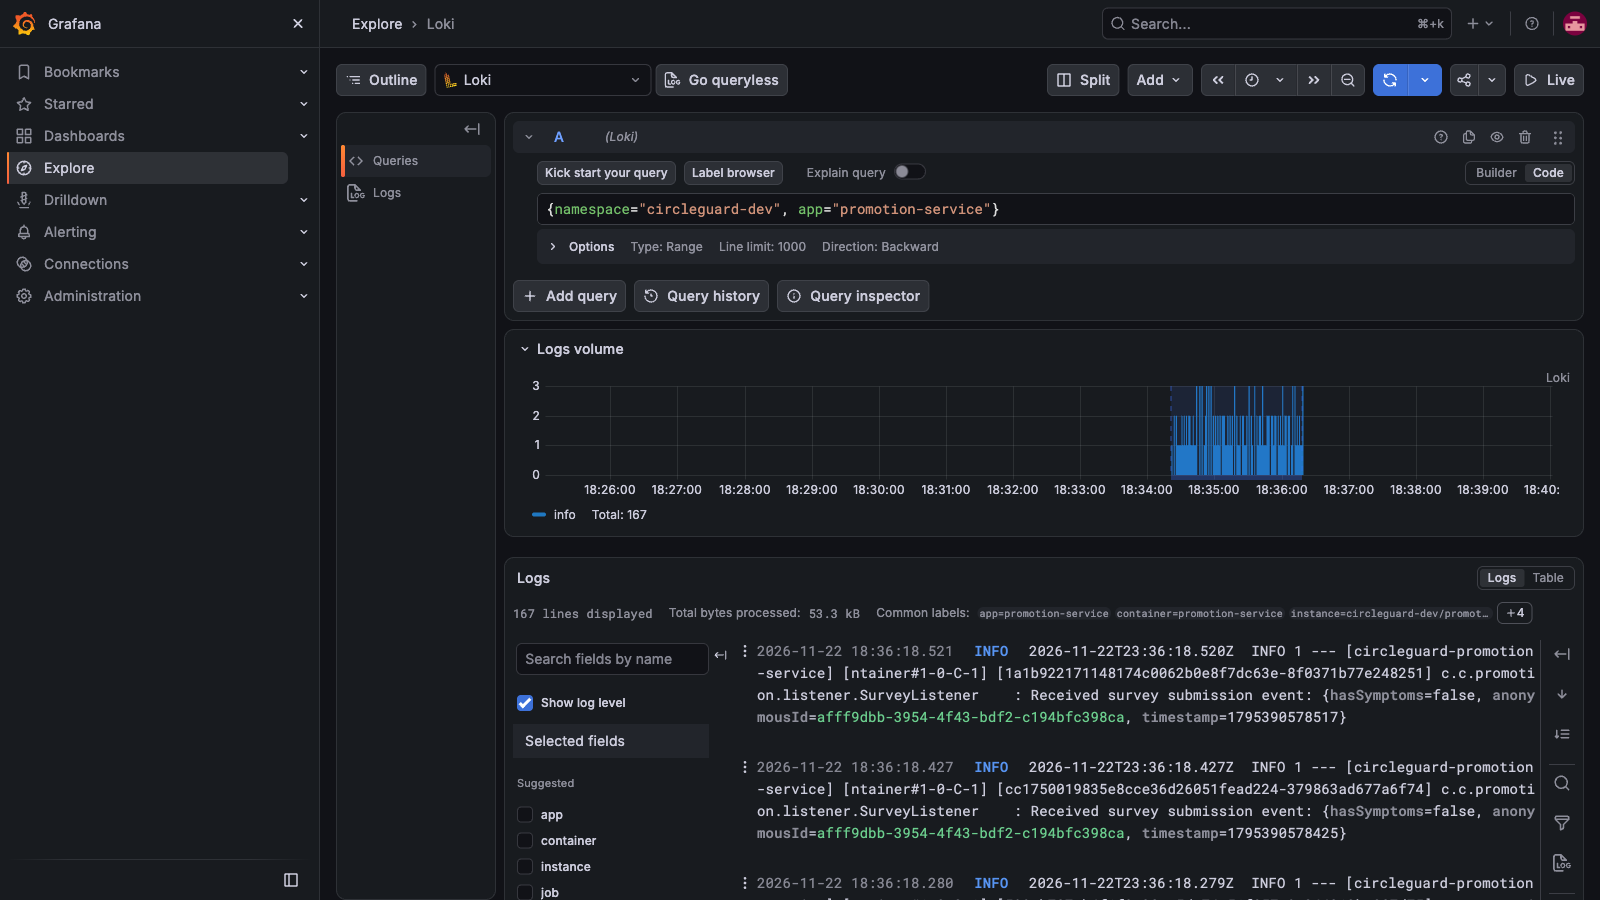 Grafana
Explore › Loki
Search...
⌘+k
Bookmarks
Starred
Dashboards
Explore
Drilldown
Alerting
Connections
Administration
Outline
Loki
Go queryless
Split
Add
Live
Queries
Logs
A (Loki)
Kick start your query
Label browser
Explain query
Builder
Code
{namespace="circleguard-dev", app="promotion-service"}
Options Type: Range Line limit: 1000 Direction: Backward
Add query
Query history
Query inspector
Logs volume
Loki
3
2
1
0
18:26:00 18:27:00 18:28:00 18:29:00 18:30:00 18:31:00 18:32:00 18:33:00 18:34:00 18:35:00 18:36:00 18:37:00 18:38:00 18:39:00 18:40:
info Total: 167
Logs
Logs
Table
167 lines displayed Total bytes processed: 53.3 kB Common labels: app=promotion-service container=promotion-service instance=circleguard-dev/promot… +4
Search fields by name
Show log level
Selected fields
Suggested
app
container
instance
job
2026-11-22 18:36:18.521 INFO 2026-11-22T23:36:18.520Z INFO 1 --- [circleguard-promotion
-service] [ntainer#1-0-C-1] [1a1b922171148174c0062b0e8f7dc63e-8f0371b77e248251] c.c.promoti
on.listener.SurveyListener : Received survey submission event: {hasSymptoms=false, anony
mousId=afff9dbb-3954-4f43-bdf2-c194bfc398ca, timestamp=1795390578517}
2026-11-22 18:36:18.427 INFO 2026-11-22T23:36:18.427Z INFO 1 --- [circleguard-promotion
-service] [ntainer#1-0-C-1] [cc1750019835e8cce36d26051fead224-379863ad677a6f74] c.c.promoti
on.listener.SurveyListener : Received survey submission event: {hasSymptoms=false, anony
mousId=afff9dbb-3954-4f43-bdf2-c194bfc398ca, timestamp=1795390578425}
2026-11-22 18:36:18.280 INFO 2026-11-22T23:36:18.279Z INFO 1 --- [circleguard-promotion
LOG